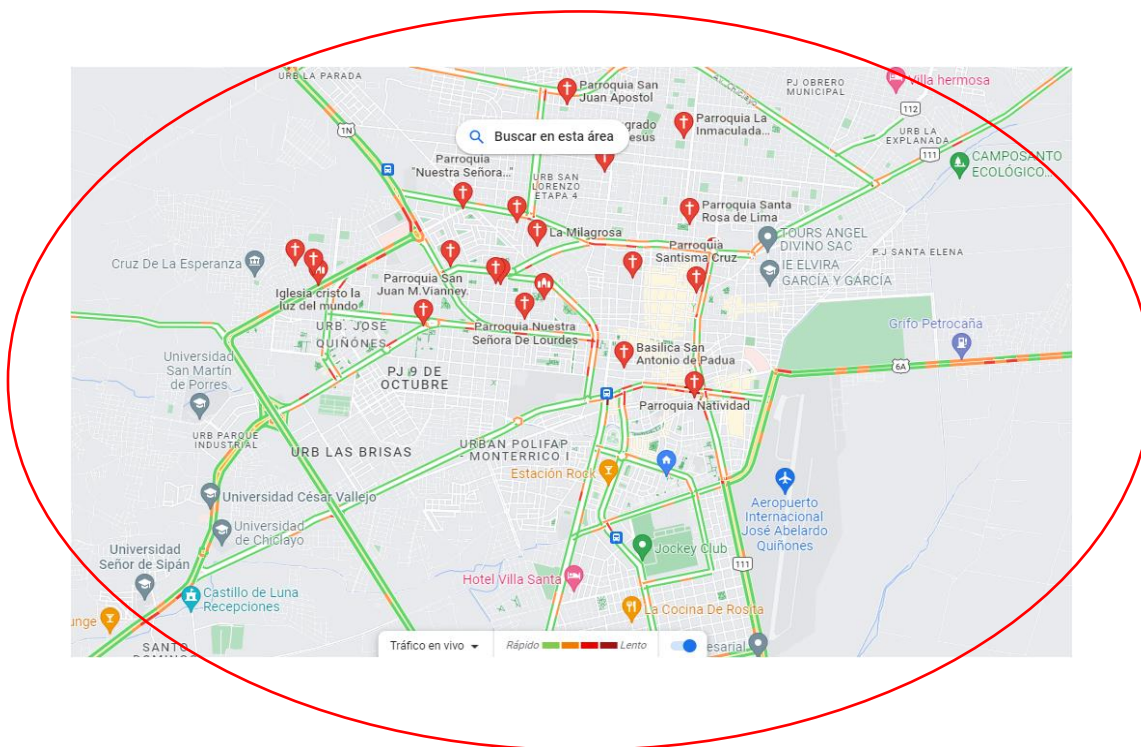 URB LA PARADA
Parroquia San
Juan Apostol
PJ OBRERO
MUNICIPAL
Villa hermosa
112
1N
Buscar en esta área
grado
esús
Parroquia La
Inmaculada...
URB LA
EXPLANADA
111
CAMPOSANTO
ECOLÓGICO...
Parroquia
"Nuestra Señora..."
URB SAN
LORENZO
ETAPA 4
Parroquia Santa
Rosa de Lima
La Milagrosa
TOURS ANGEL
DIVINO SAC
Parroquia
Santisma Cruz
P.J SANTA ELENA
Cruz De La Esperanza
IE ELVIRA
GARCÍA Y GARCÍA
Parroquia San
Juan M.Vianney.
Iglesia cristo la
luz del mundo
URB. JOSE
QUIÑONES
Parroquia Nuestra
Señora De Lourdes
Grifo Petrocaña
Basilica San
Antonio de Padua
Universidad
San Martín
de Porres
PJ 9 DE
OCTUBRE
6A
Parroquia Natividad
URB PARQUE
INDUSTRIAL
URB LAS BRISAS
URBAN POLIFAP
MONTERRICO I
Estación Rock
Universidad César Vallejo
Aeropuerto
Internacional
José Abelardo
Quiñones
Universidad
de Chiclayo
Universidad
Señor de Sipán
Jockey Club
111
Hotel Villa Santa
Castillo de Luna
Recepciones
La Cocina De Rosita
unge
SANTO
Tráfico en vivo
Rápido
Lento
esarial